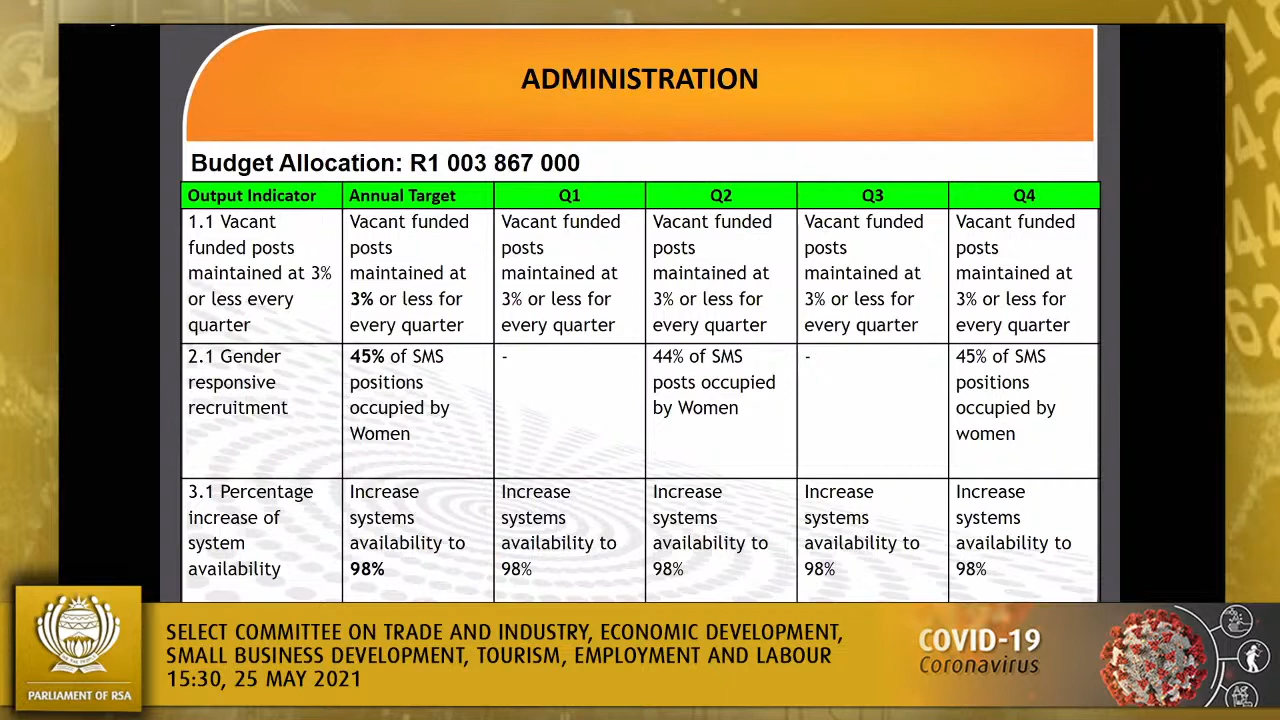 ADMINISTRATION
Budget Allocation: R1 003 867 000
Output Indicator
Annual Target
Q1
Q2
Q3
Q4
1.1 Vacant
funded posts
maintained at 3%
or less every
quarter
Vacant funded
posts
maintained at
3% or less for
every quarter
Vacant funded
posts
maintained at
3% or less for
every quarter
Vacant funded
posts
maintained at
3% or less for
every quarter
Vacant funded
posts
maintained at
3% or less for
every quarter
Vacant funded
posts
maintained at
3% or less for
every quarter
2.1 Gender
responsive
recruitment
45% of SMS
positions
occupied by
Women
-
44% of SMS
posts occupied
by Women
-
45% of SMS
positions
occupied by
women
3.1 Percentage
increase of
system
availability
Increase
systems
availability to
98%
Increase
systems
availability to
98%
Increase
systems
availability to
98%
Increase
systems
availability to
98%
Increase
systems
availability to
98%
PARLIAMENT OF RSA
SELECT COMMITTEE ON TRADE AND INDUSTRY, ECONOMIC DEVELOPMENT,
SMALL BUSINESS DEVELOPMENT, TOURISM, EMPLOYMENT AND LABOUR
15:30, 25 MAY 2021
COVID-19
Coronavirus